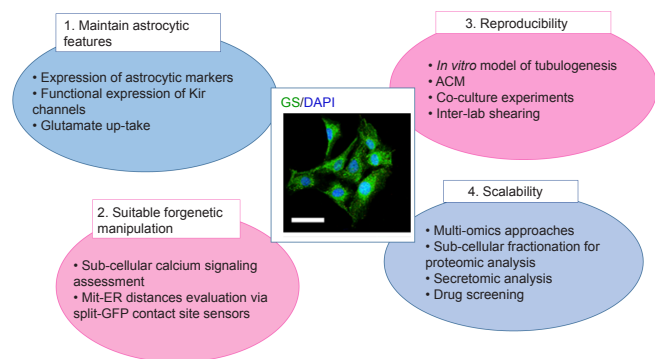 1. Maintain astrocytic
features
• Expression of astrocytic markers
• Functional expression of Kir
channels
• Glutamate up-take
2. Suitable forgenetic
manipulation
• Sub-cellular calcium signaling
assessment
• Mit-ER distances evaluation via
split-GFP contact site sensors
GS/DAPI
3. Reproducibility
• In vitro model of tubulogenesis
• ACM
• Co-culture experiments
• Inter-lab shearing
4. Scalability
• Multi-omics approaches
• Sub-cellular fractionation for
proteomic analysis
• Secretomic analysis
• Drug screening